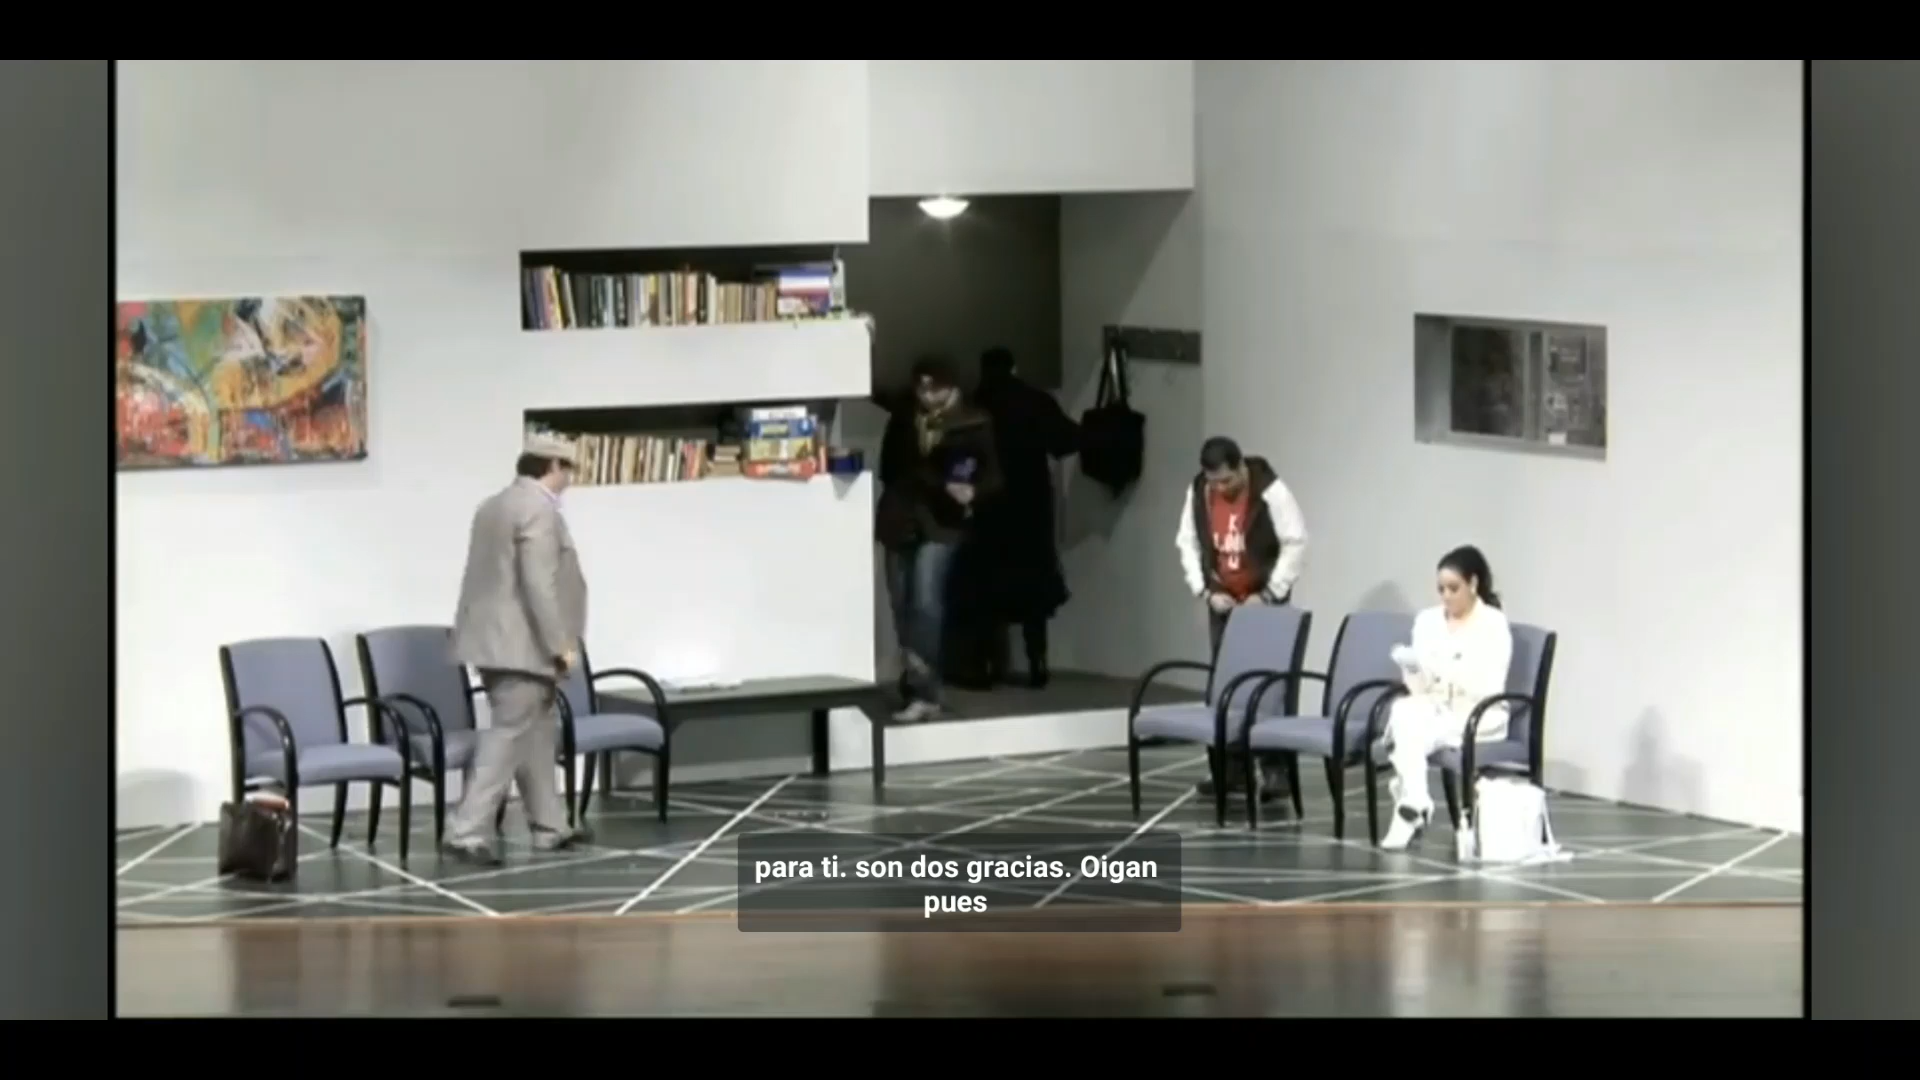 para ti. son dos gracias. Oigan
pues